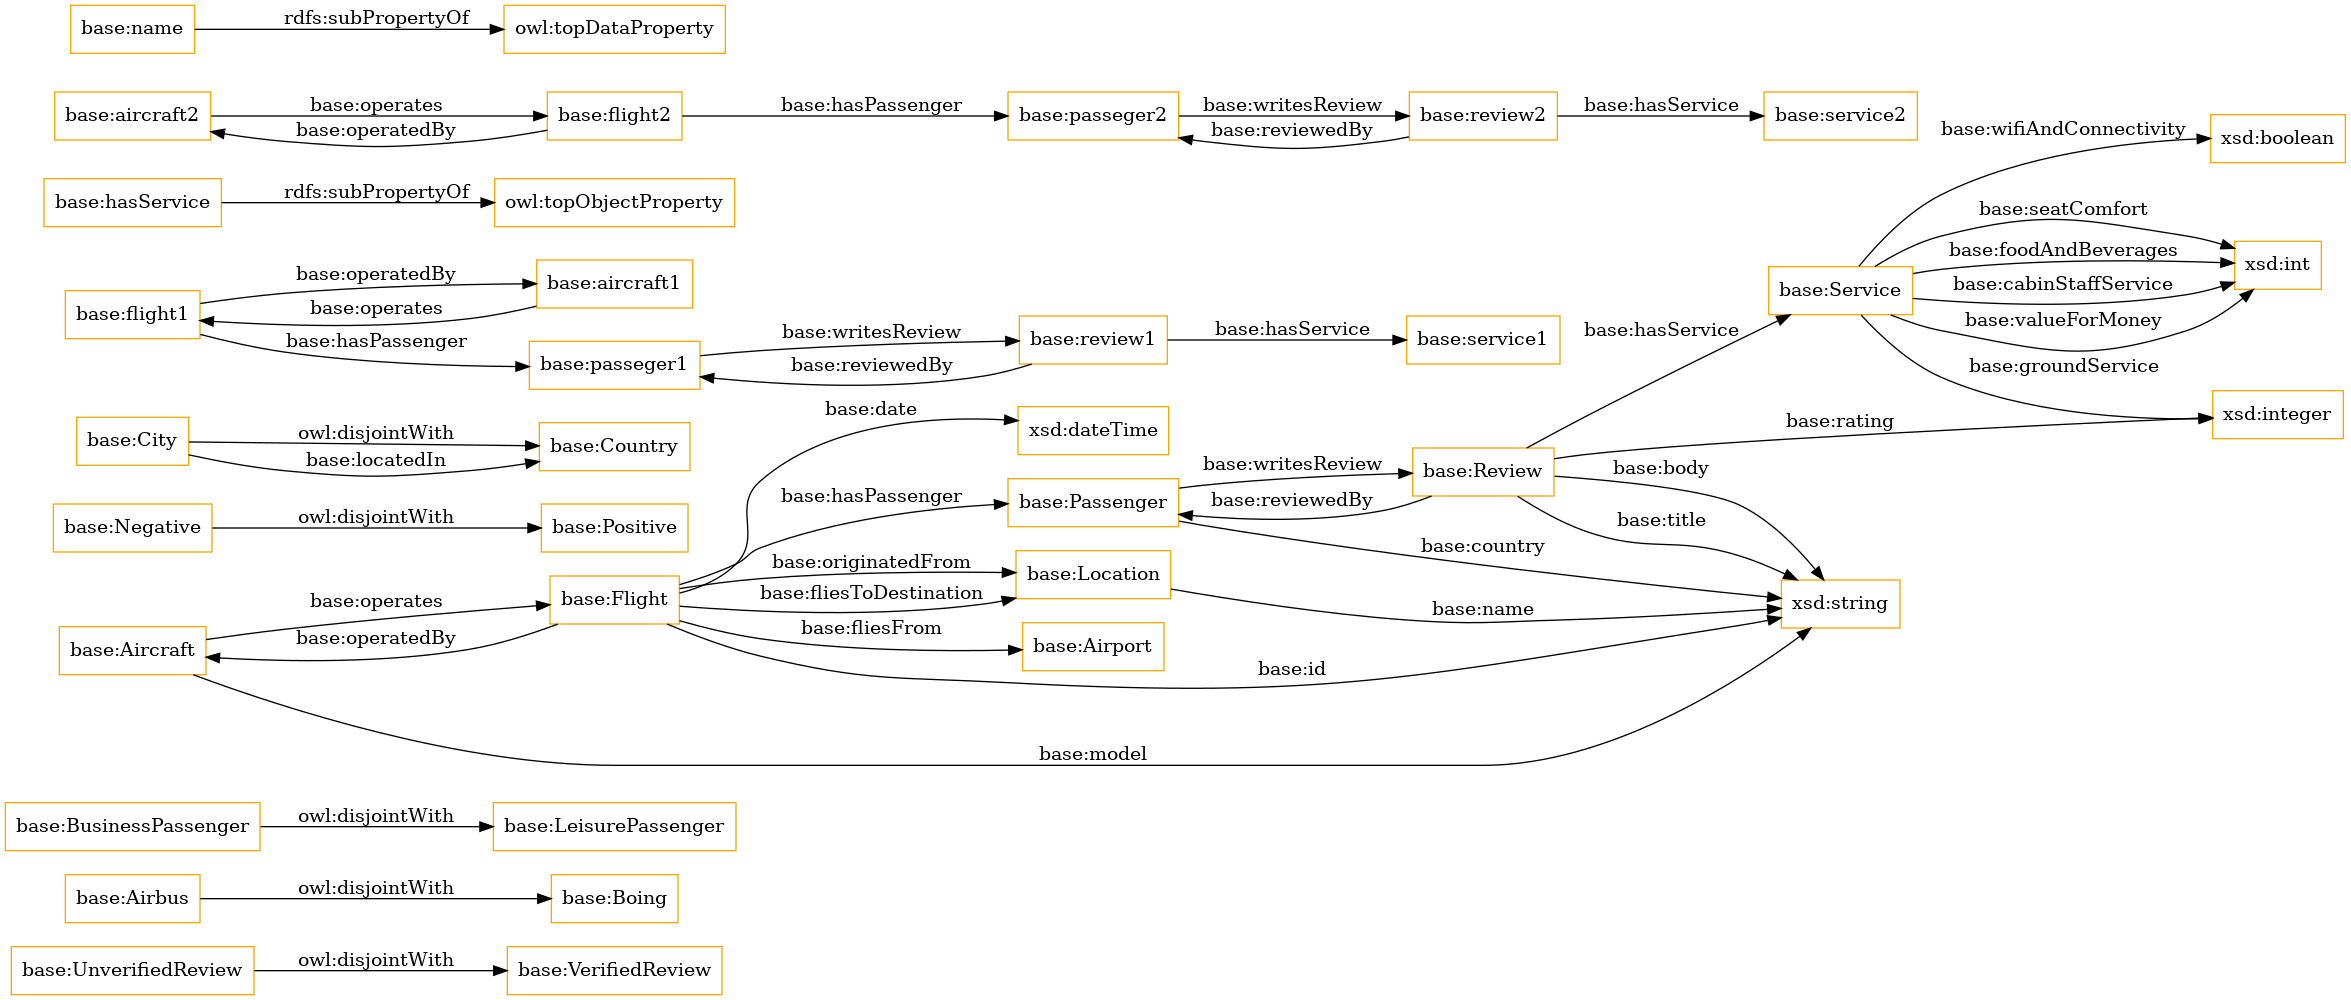 base:name
rdfs:subPropertyOf
owl:topDataProperty
base:aircraft2
base:operates
base:operatedBy
base:flight2
base:hasPassenger
base:passeger2
base:writesReview
base:reviewedBy
base:review2
base:hasService
base:service2
base:hasService
rdfs:subPropertyOf
owl:topObjectProperty
base:flight1
base:operatedBy
base:operates
base:hasPassenger
base:aircraft1
base:passeger1
base:writesReview
base:reviewedBy
base:review1
base:hasService
base:service1
base:City
owl:disjointWith
base:locatedIn
base:Country
base:Negative
owl:disjointWith
base:Positive
base:Aircraft
base:operates
base:operatedBy
base:model
base:Flight
base:date
base:hasPassenger
base:originatedFrom
base:fliesToDestination
base:fliesFrom
base:id
xsd:dateTime
base:Passenger
base:Location
base:Airport
base:writesReview
base:reviewedBy
base:country
base:name
base:Review
base:hasService
base:rating
base:body
base:title
base:Service
xsd:string
base:wifiAndConnectivity
base:seatComfort
base:foodAndBeverages
base:cabinStaffService
base:valueForMoney
base:groundService
xsd:boolean
xsd:int
xsd:integer
base:BusinessPassenger
owl:disjointWith
base:LeisurePassenger
base:Airbus
owl:disjointWith
base:Boing
base:UnverifiedReview
owl:disjointWith
base:VerifiedReview